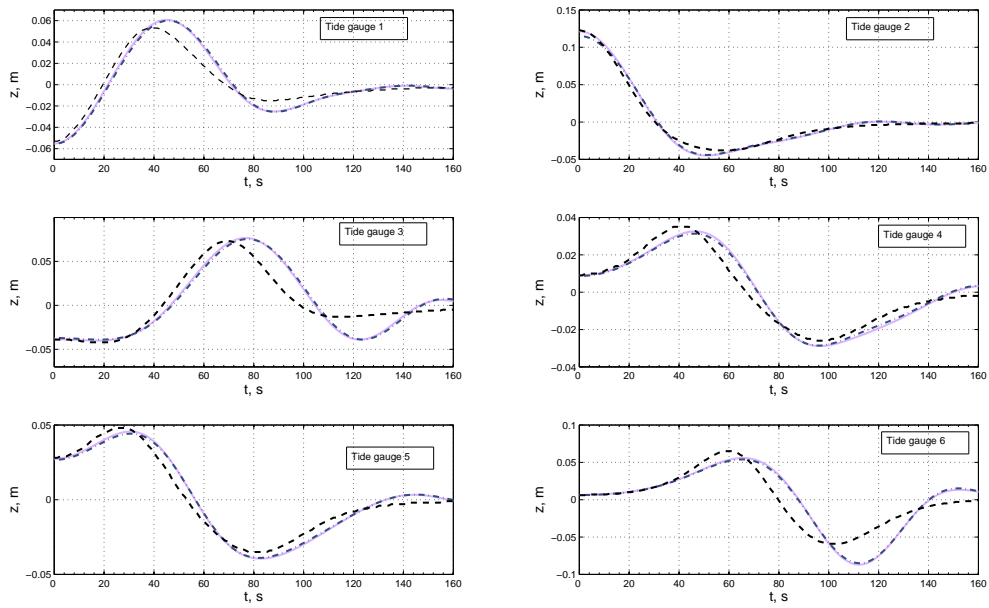 Tide gauge 1
z, m
0.06
0.04
0.02
0
−0.02
−0.04
−0.06
0 20 40 60 80 100 120 140 160
t, s
Tide gauge 2
z, m
0.15
0.1
0.05
0
−0.05
0 20 40 60 80 100 120 140 160
t, s
Tide gauge 3
z, m
0.05
0
−0.05
0 20 40 60 80 100 120 140 160
t, s
Tide gauge 4
z, m
0.04
0.02
0
−0.02
−0.04
0 20 40 60 80 100 120 140 160
t, s
Tide gauge 5
z, m
0.05
0
−0.05
0 20 40 60 80 100 120 140 160
t, s
Tide gauge 6
z, m
0.1
0.05
0
−0.05
−0.1
0 20 40 60 80 100 120 140 160
t, s